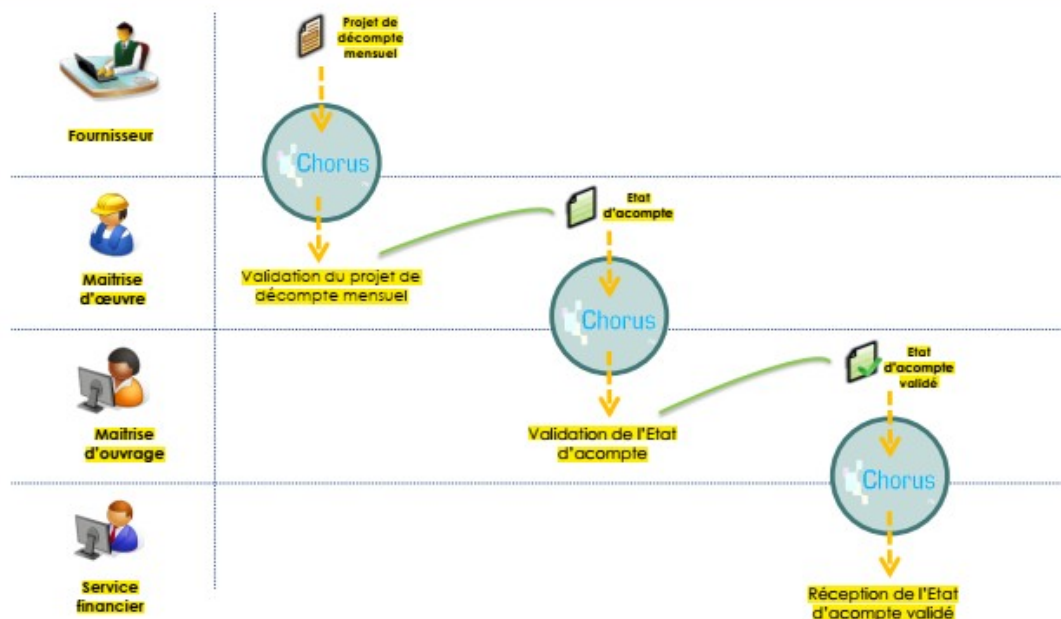 Projet de
décompte
mensuel
Fournisseur
Chorus
Etat
d'acompte
Maitrise
d'œuvre
Validation du projet de
décompte mensuel
Chorus
Etat
d'acompte
validé
Maitrise
d'ouvrage
Validation de l'Etat
d'acompte
Chorus
Service
financier
Réception de l'Etat
d'acompte validé